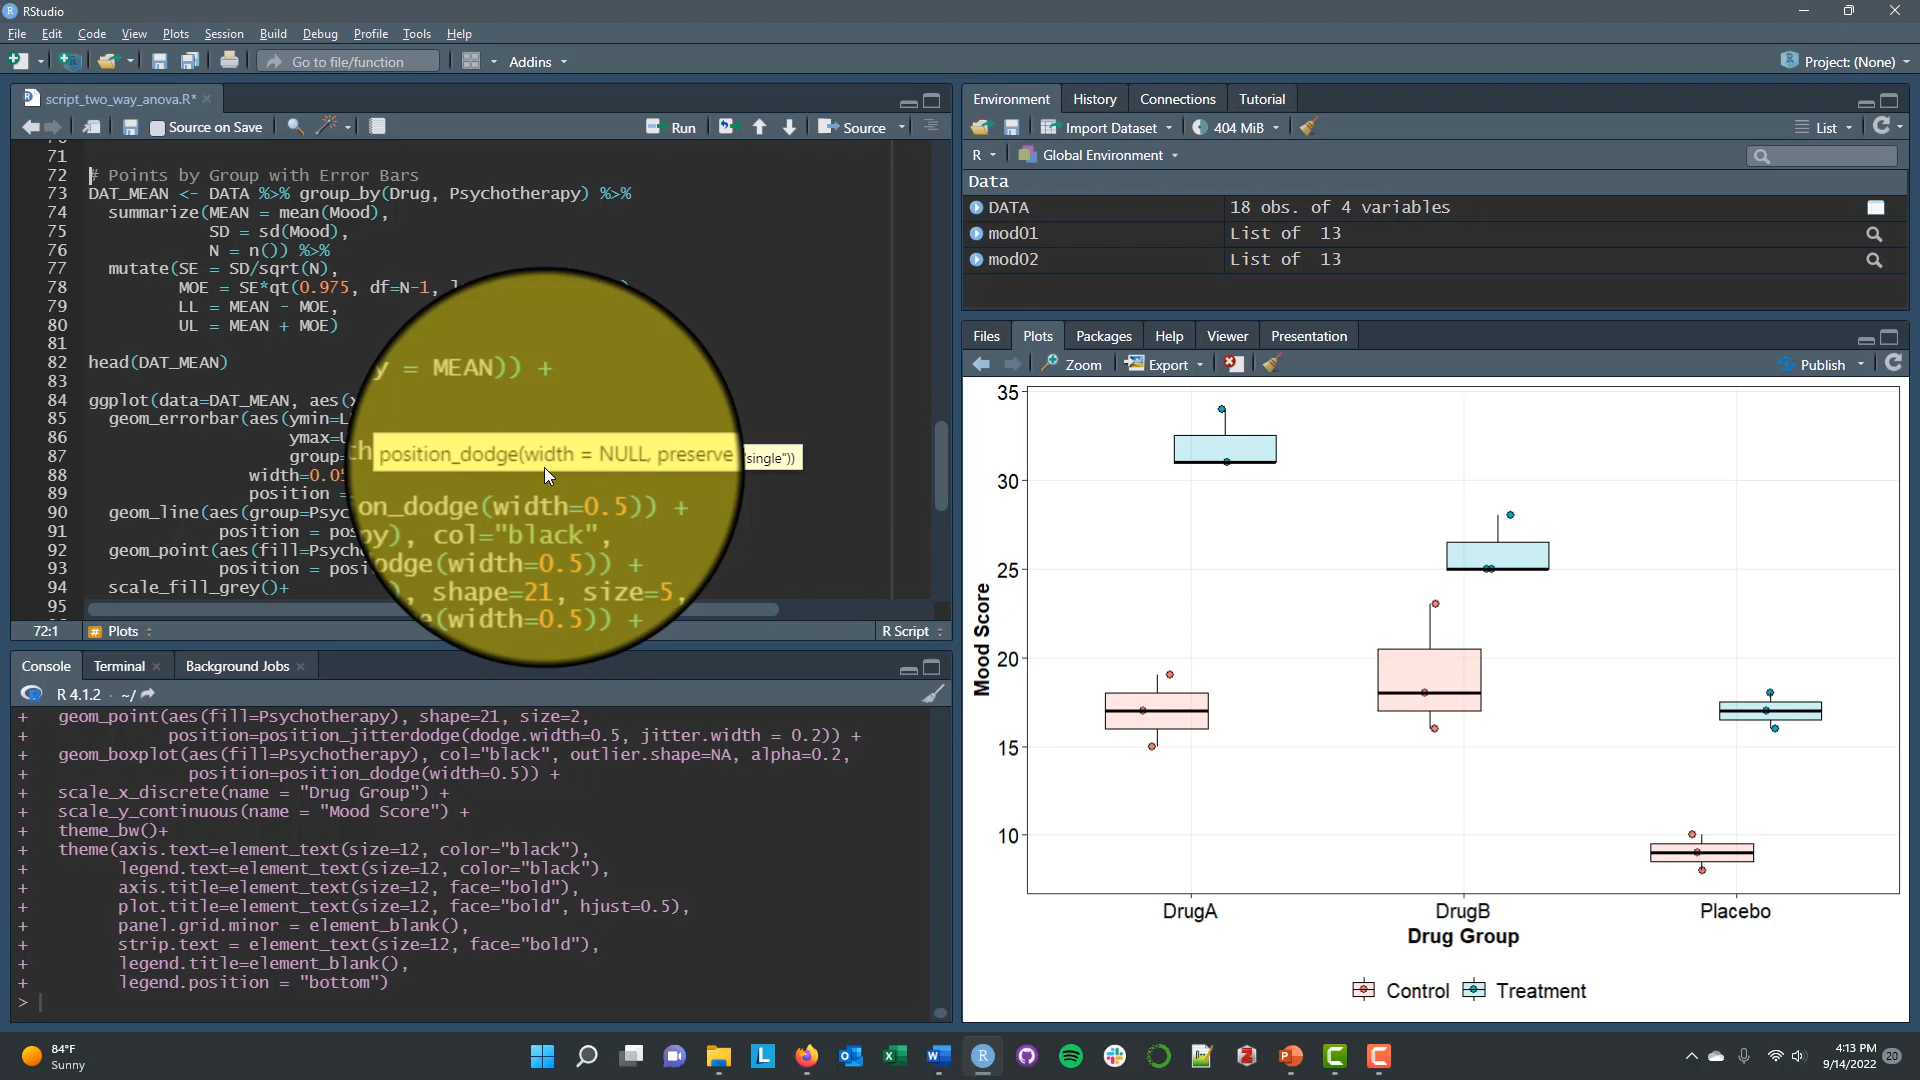 RStudio
File Edit Code View Plots Session Build Debug Profile Tools Help
Go to file/function Addins Project: (None)
script_two_way_anova.R*
Source on Save Run Source
71
72 # Points by Group with Error Bars
73 DAT_MEAN <- DATA %>% group_by(Drug, Psychotherapy) %>%
74 summarize(MEAN = mean(Mood),
75 SD = sd(Mood),
76 N = n()) %>%
77 mutate(SE = SD/sqrt(N),
78 MOE = SE*qt(0.975, df=N-1,
79 LL = MEAN - MOE,
80 UL = MEAN + MOE)
81
82 head(DAT_MEAN)
83
84 ggplot(data=DAT_MEAN, aes(x
85 geom_errorbar(aes(ymin=L
86 ymax=U
87 group=
88 width=0.05
89 position =
90 geom_line(aes(group=Psyc
91 position = pos
92 geom_point(aes(fill=Psych
93 position = posi
94 scale_fill_grey()+
95
y = MEAN)) +
th position_dodge(width = NULL, preserve "single"))
on_dodge(width=0.5)) +
py), col="black",
odge(width=0.5)) +
), shape=21, size=5,
e(width=0.5)) +
72:1 # Plots R Script
Console Terminal Background Jobs
R 4.1.2 · ~/
+ geom_point(aes(fill=Psychotherapy), shape=21, size=2,
+ position=position_jitterdodge(dodge.width=0.5, jitter.width = 0.2)) +
+ geom_boxplot(aes(fill=Psychotherapy), col="black", outlier.shape=NA, alpha=0.2,
+ position=position_dodge(width=0.5)) +
+ scale_x_discrete(name = "Drug Group") +
+ scale_y_continuous(name = "Mood Score") +
+ theme_bw()+
+ theme(axis.text=element_text(size=12, color="black"),
+ legend.text=element_text(size=12, color="black"),
+ axis.title=element_text(size=12, face="bold"),
+ plot.title=element_text(size=12, face="bold", hjust=0.5),
+ panel.grid.minor = element_blank(),
+ strip.text = element_text(size=12, face="bold"),
+ legend.title=element_blank(),
+ legend.position = "bottom")
>
Environment History Connections Tutorial
Import Dataset 404 MiB List
R Global Environment
Data
DATA 18 obs. of 4 variables
mod01 List of 13
mod02 List of 13
Files Plots Packages Help Viewer Presentation
Zoom Export Publish
35
30
25
20
15
10
Mood Score
DrugA DrugB Placebo
Drug Group
Control Treatment
84°F
Sunny
4:13 PM
9/14/2022
20